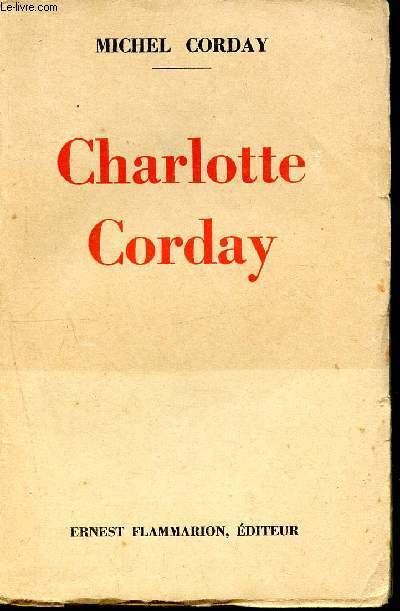 Le-livre.com
MICHEL CORDAY
Charlotte
Corday
ERNEST FLAMMARION, ÉDITEUR